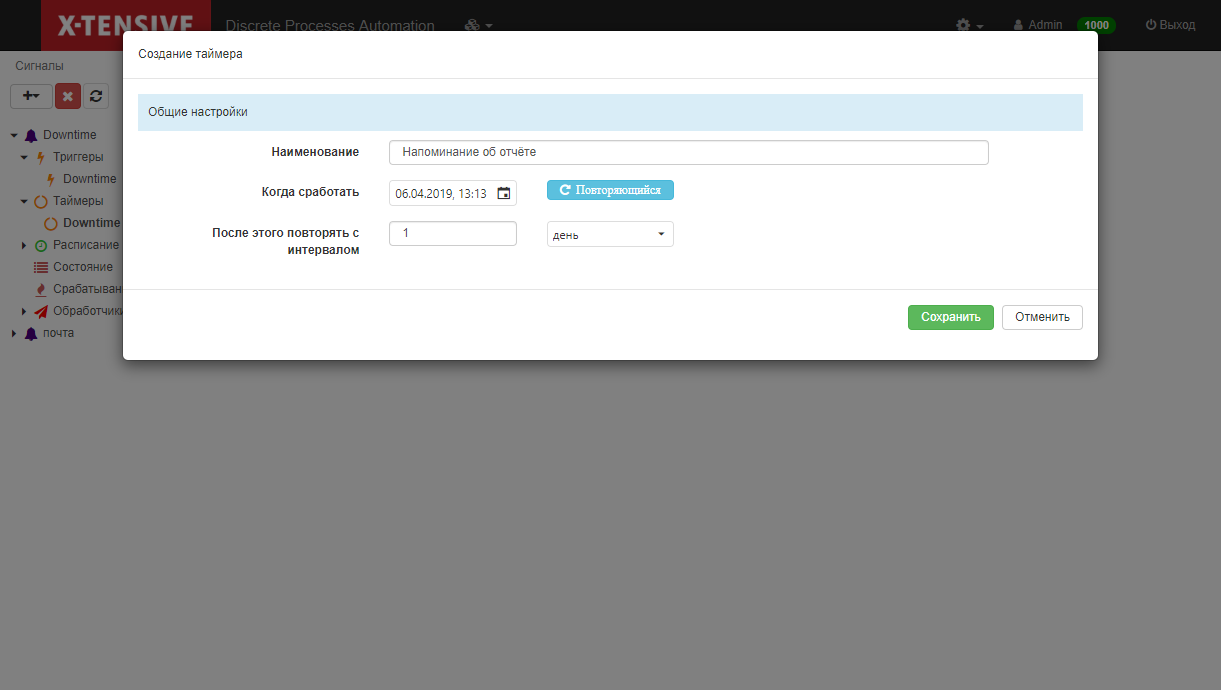 X-TENSIVE
Discrete Processes Automation
Admin
1000
Выход
Сигналы
Создание таймера
Общие настройки
Наименование
Напоминание об отчёте
Когда сработать
06.04.2019, 13:13
Повторяющийся
После этого повторять с
интервалом
1
день
Сохранить
Отменить
Downtime
Триггеры
Downtime
Таймеры
Downtime
Расписание
Состояние
Срабатыван
Обработчики
почта